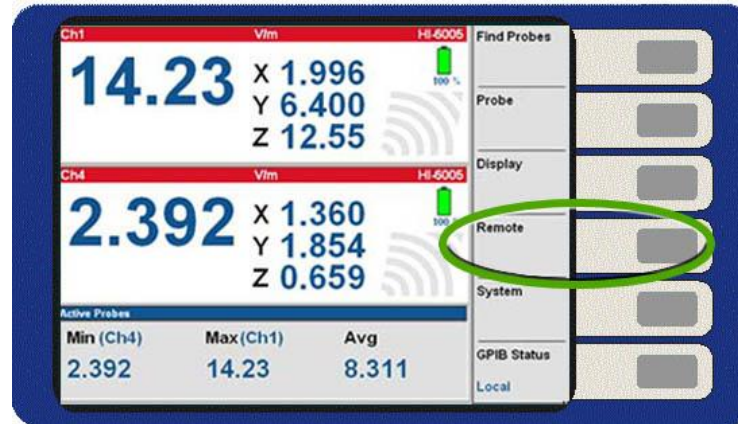 Ch1 V/m HI-6005
14.23
X 1.996
Y 6.400
Z 12.55
100 %
Ch4 V/m HI-6005
2.392
X 1.360
Y 1.854
Z 0.659
100 %
Active Probes
Min (Ch4) Max(Ch1) Avg
2.392 14.23 8.311
Find Probes
Probe
Display
Remote
System
GPIB Status
Local